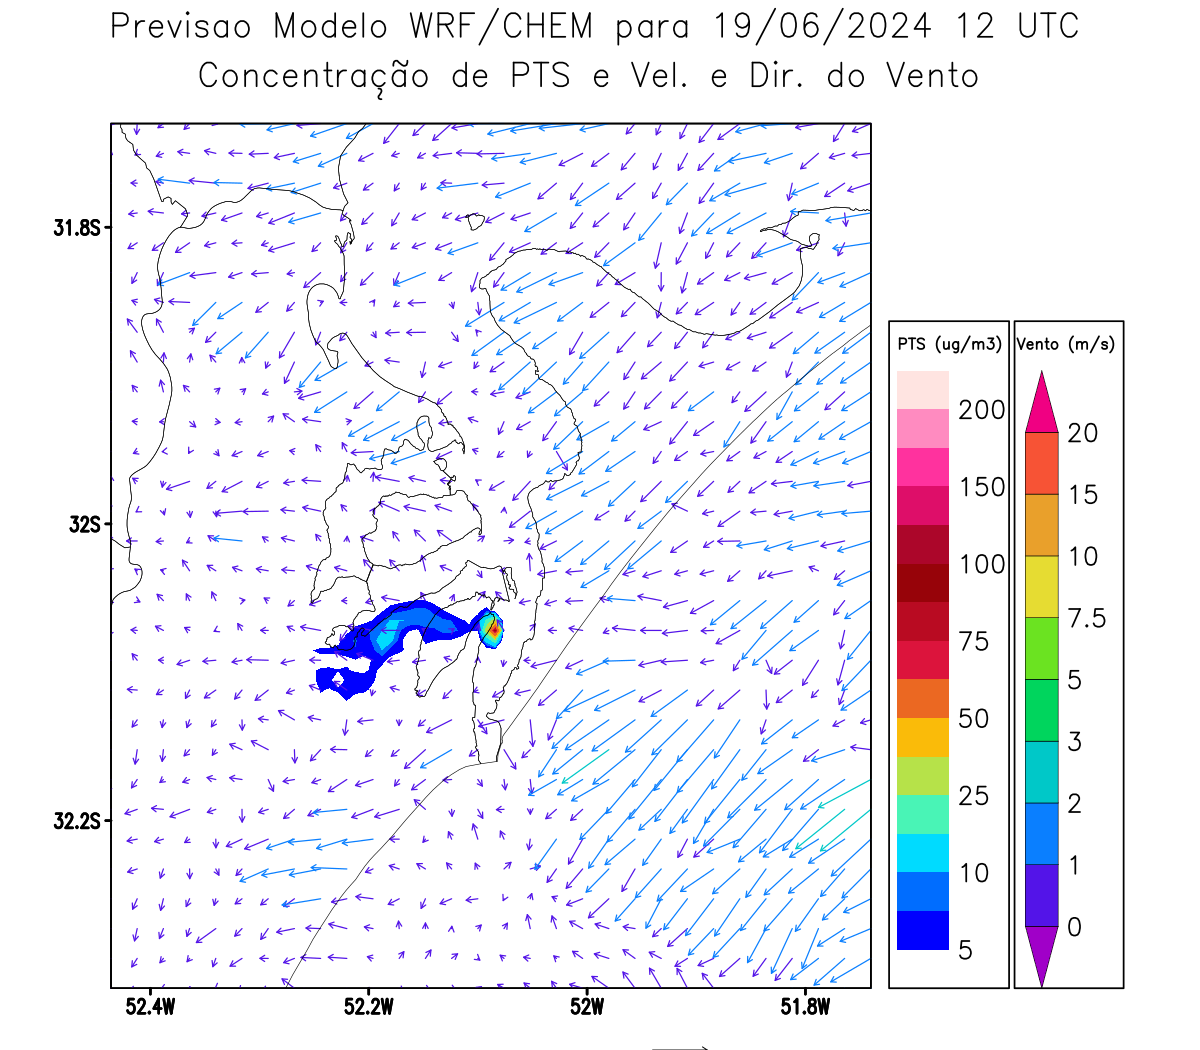 Previsao Modelo WRF/CHEM para 19/06/2024 12 UTC
Concentração de PTS e Vel. e Dir. do Vento
31.8S
32S
32.2S
52.4W
52.2W
52W
51.8W
PTS (ug/m3)
200
150
100
75
50
25
10
5
Vento (m/s)
20
15
10
7.5
5
3
2
1
0